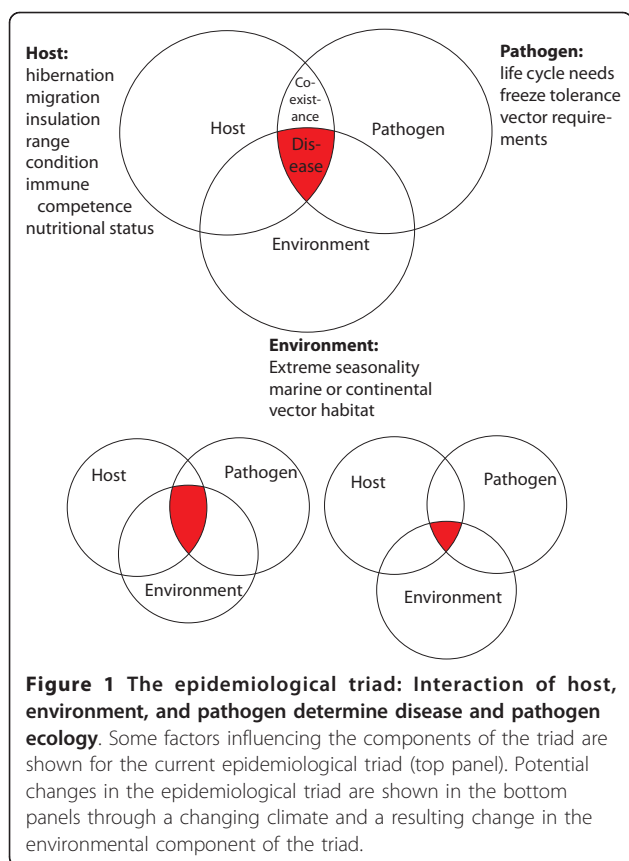 Host:
hibernation
migration
insulation
range
condition
immune
competence
nutritional status
Pathogen:
life cycle needs
freeze tolerance
vector require-
ments
Co-
exist-
ance
Host
Pathogen
Dis-
ease
Environment
Environment:
Extreme seasonality
marine or continental
vector habitat
Host
Pathogen
Environment
Host
Pathogen
Environment
Figure 1 The epidemiological triad: Interaction of host,
environment, and pathogen determine disease and pathogen
ecology. Some factors influencing the components of the triad are
shown for the current epidemiological triad (top panel). Potential
changes in the epidemiological triad are shown in the bottom
panels through a changing climate and a resulting change in the
environmental component of the triad.